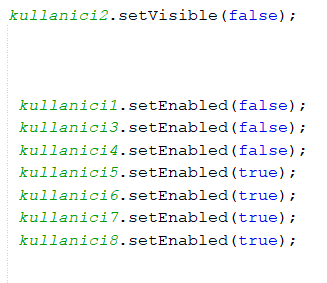 kullanici2.setVisible(false);
kullanici1.setEnabled(false);
kullanici3.setEnabled(false);
kullanici4.setEnabled(false);
kullanici5.setEnabled(true);
kullanici6.setEnabled(true);
kullanici7.setEnabled(true);
kullanici8.setEnabled(true);